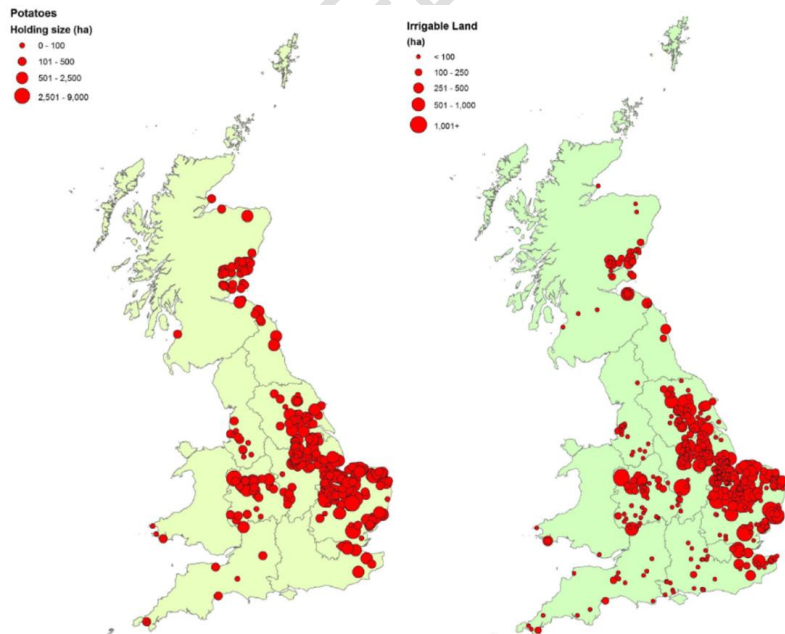 Potatoes
Holding size (ha)
0 - 100
101 - 500
501 - 2,500
2,501 - 9,000
Irrigable Land
(ha)
< 100
100 - 250
251 - 500
501 - 1,000
1,001+